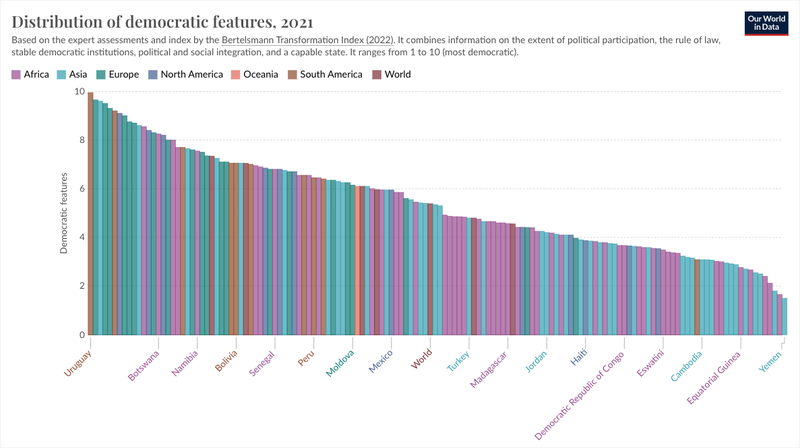 Distribution of democratic features, 2021
Our World
in Data
Based on the expert assessments and index by the Bertelsmann Transformation Index (2022). It combines information on the extent of political participation, the rule of law,
stable democratic institutions, political and social integration, and a capable state. It ranges from 1 to 10 (most democratic).
Africa Asia Europe North America Oceania South America World
10
8
6
4
2
0
Democratic features
Uruguay
Botswana
Namibia
Bolivia
Senegal
Peru
Moldova
Mexico
World
Turkey
Madagascar
Jordan
Haiti
Democratic Republic of Congo
Eswatini
Cambodia
Equatorial Guinea
Yemen